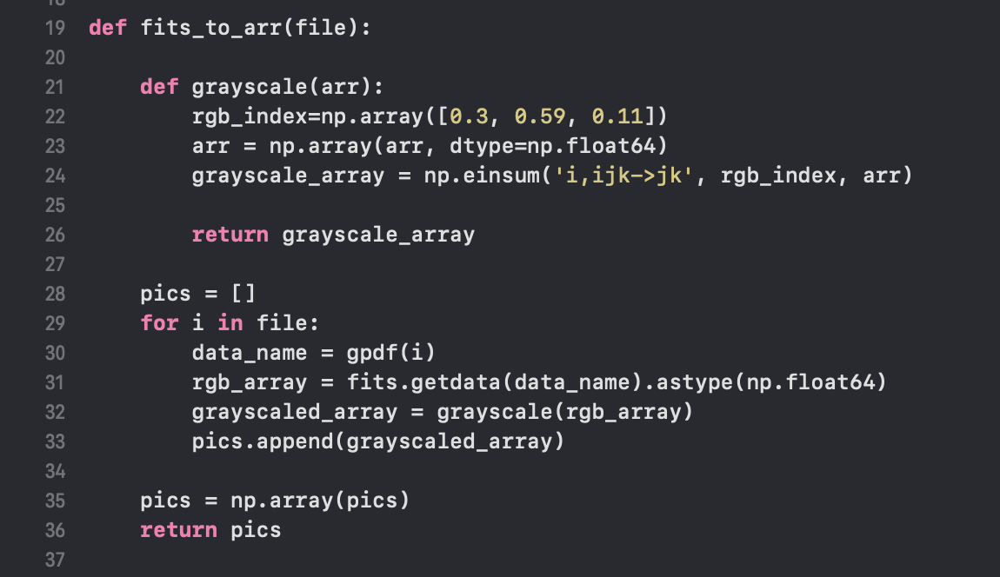 19 def fits_to_arr(file):
20
21     def grayscale(arr):
22         rgb_index=np.array([0.3, 0.59, 0.11])
23         arr = np.array(arr, dtype=np.float64)
24         grayscale_array = np.einsum('i,ijk->jk', rgb_index, arr)
25
26         return grayscale_array
27
28     pics = []
29     for i in file:
30         data_name = gpdf(i)
31         rgb_array = fits.getdata(data_name).astype(np.float64)
32         grayscaled_array = grayscale(rgb_array)
33         pics.append(grayscaled_array)
34
35     pics = np.array(pics)
36     return pics
37